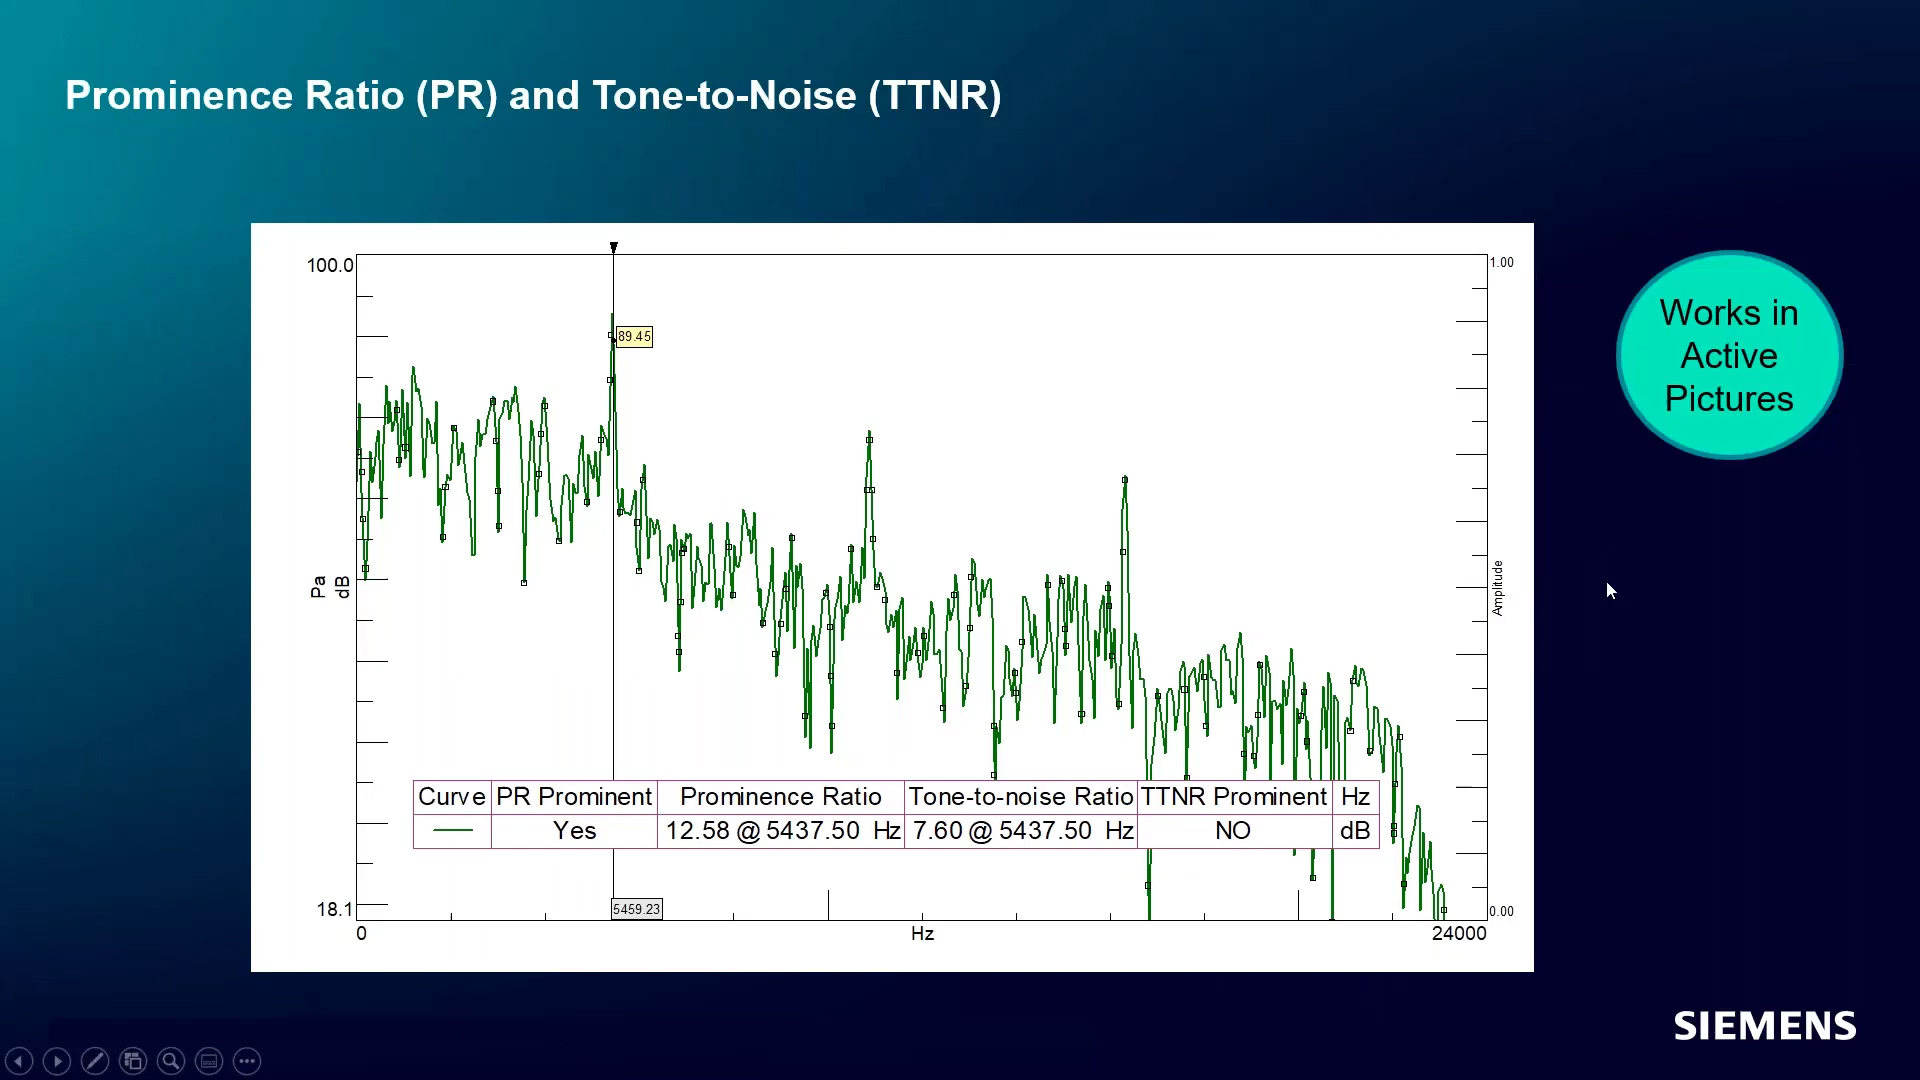 Prominence Ratio (PR) and Tone-to-Noise (TTNR)
100.0
1.00
89.45
Works in
Active
Pictures
Pa
dB
Amplitude
Curve PR Prominent Prominence Ratio Tone-to-noise Ratio TTNR Prominent Hz
Yes 12.58 @ 5437.50 Hz 7.60 @ 5437.50 Hz NO dB
18.1
5459.23
0.00
0
Hz
24000
SIEMENS